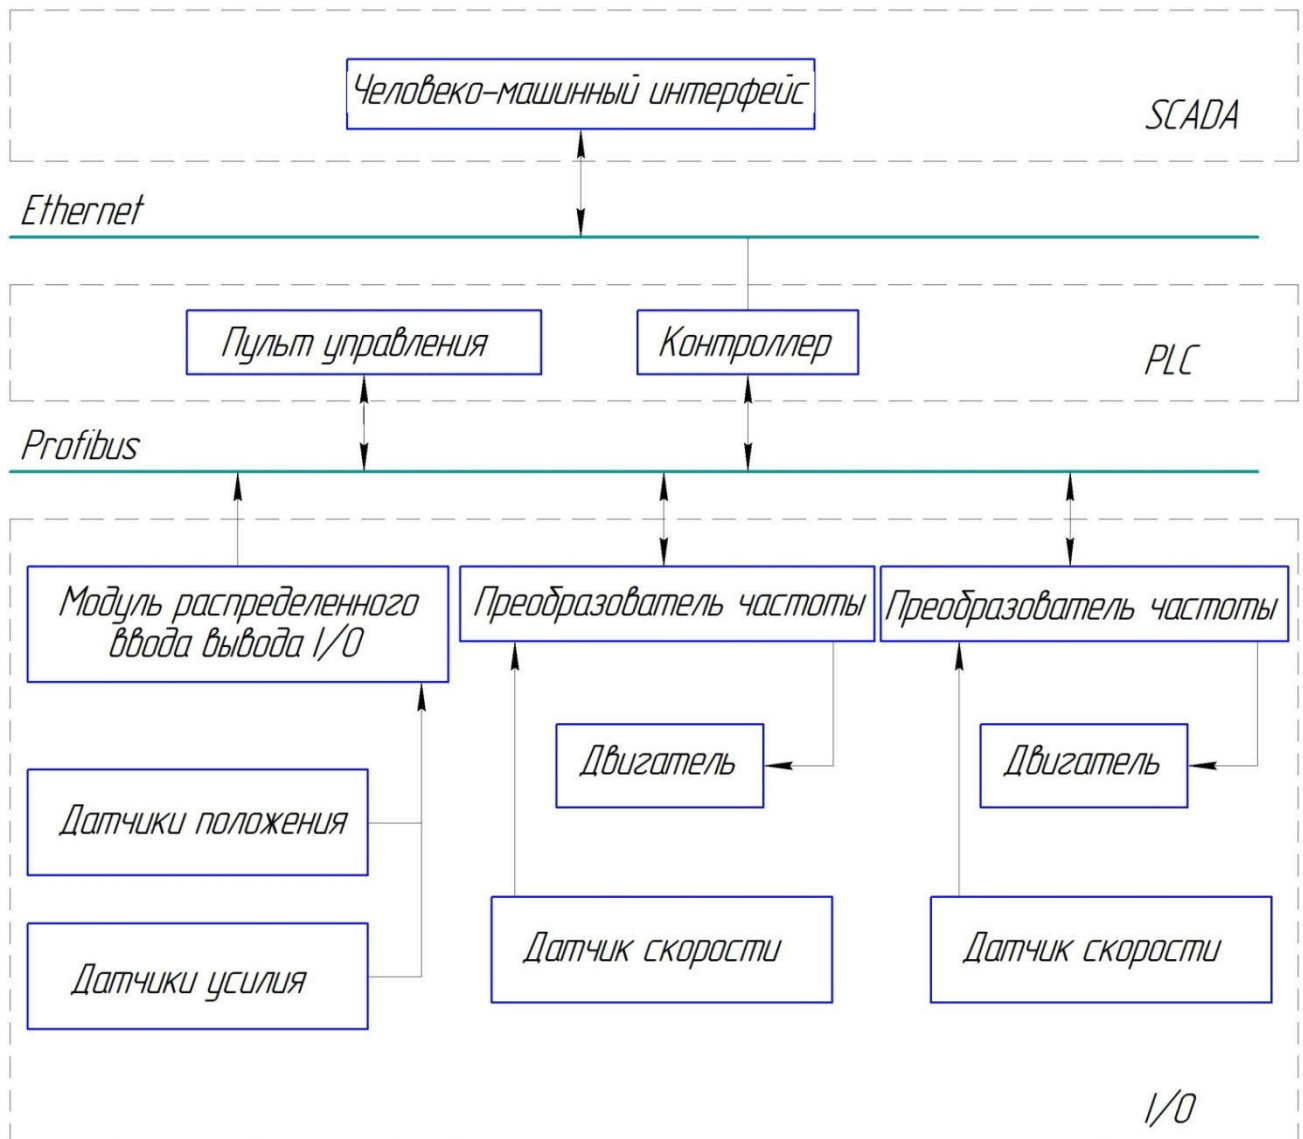 Человеко-машинный интерфейс
SCADA
Ethernet
Пульт управления
Контроллер
PLC
Profibus
Модуль распределенного
ввода вывода I/O
Преобразователь частоты
Преобразователь частоты
Двигатель
Двигатель
Датчики положения
Датчики усилия
Датчик скорости
Датчик скорости
I/O